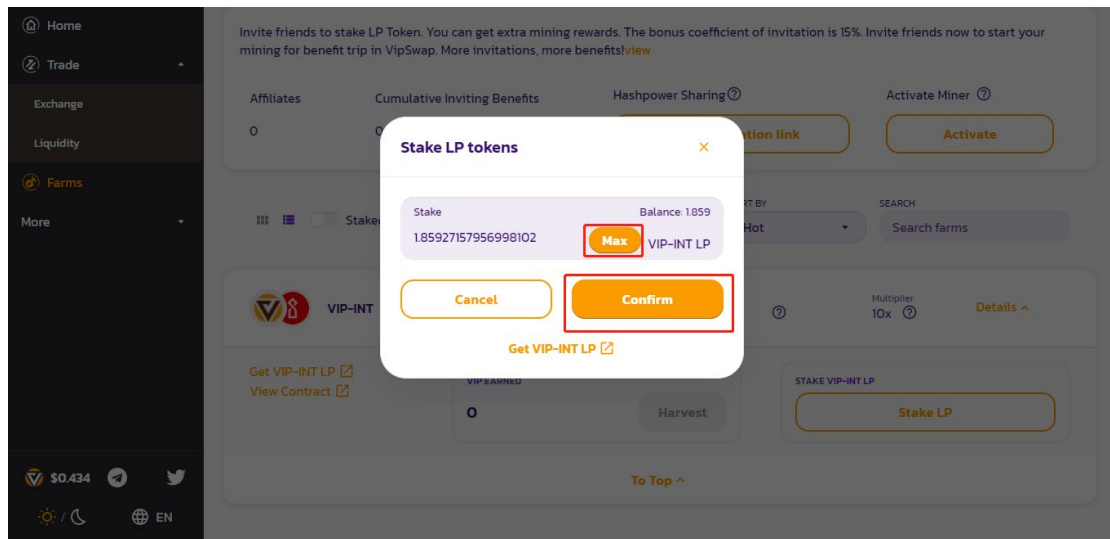 Home
Trade
Exchange
Liquidity
Farms
More
$0.434
EN
Invite friends to stake LP Token. You can get extra mining rewards. The bonus coefficient of invitation is 15%. Invite friends now to start your
mining for benefit trip in VipSwap. More invitations, more benefits!view
Affiliates
Cumulative Inviting Benefits
Hashpower Sharing
Activate Miner
0
link
Activate
Stake LP tokens
×
Stake
Balance: 1.859
1.85927157956998102
Max
VIP-INT LP
Cancel
Confirm
Get VIP-INT LP
BY
SEARCH
Hot
Search farms
VIP-INT
Multiplier
10x
Details
Get VIP-INT LP
View Contract
VIP EARNED
0
Harvest
STAKE VIP-INT LP
Stake LP
To Top